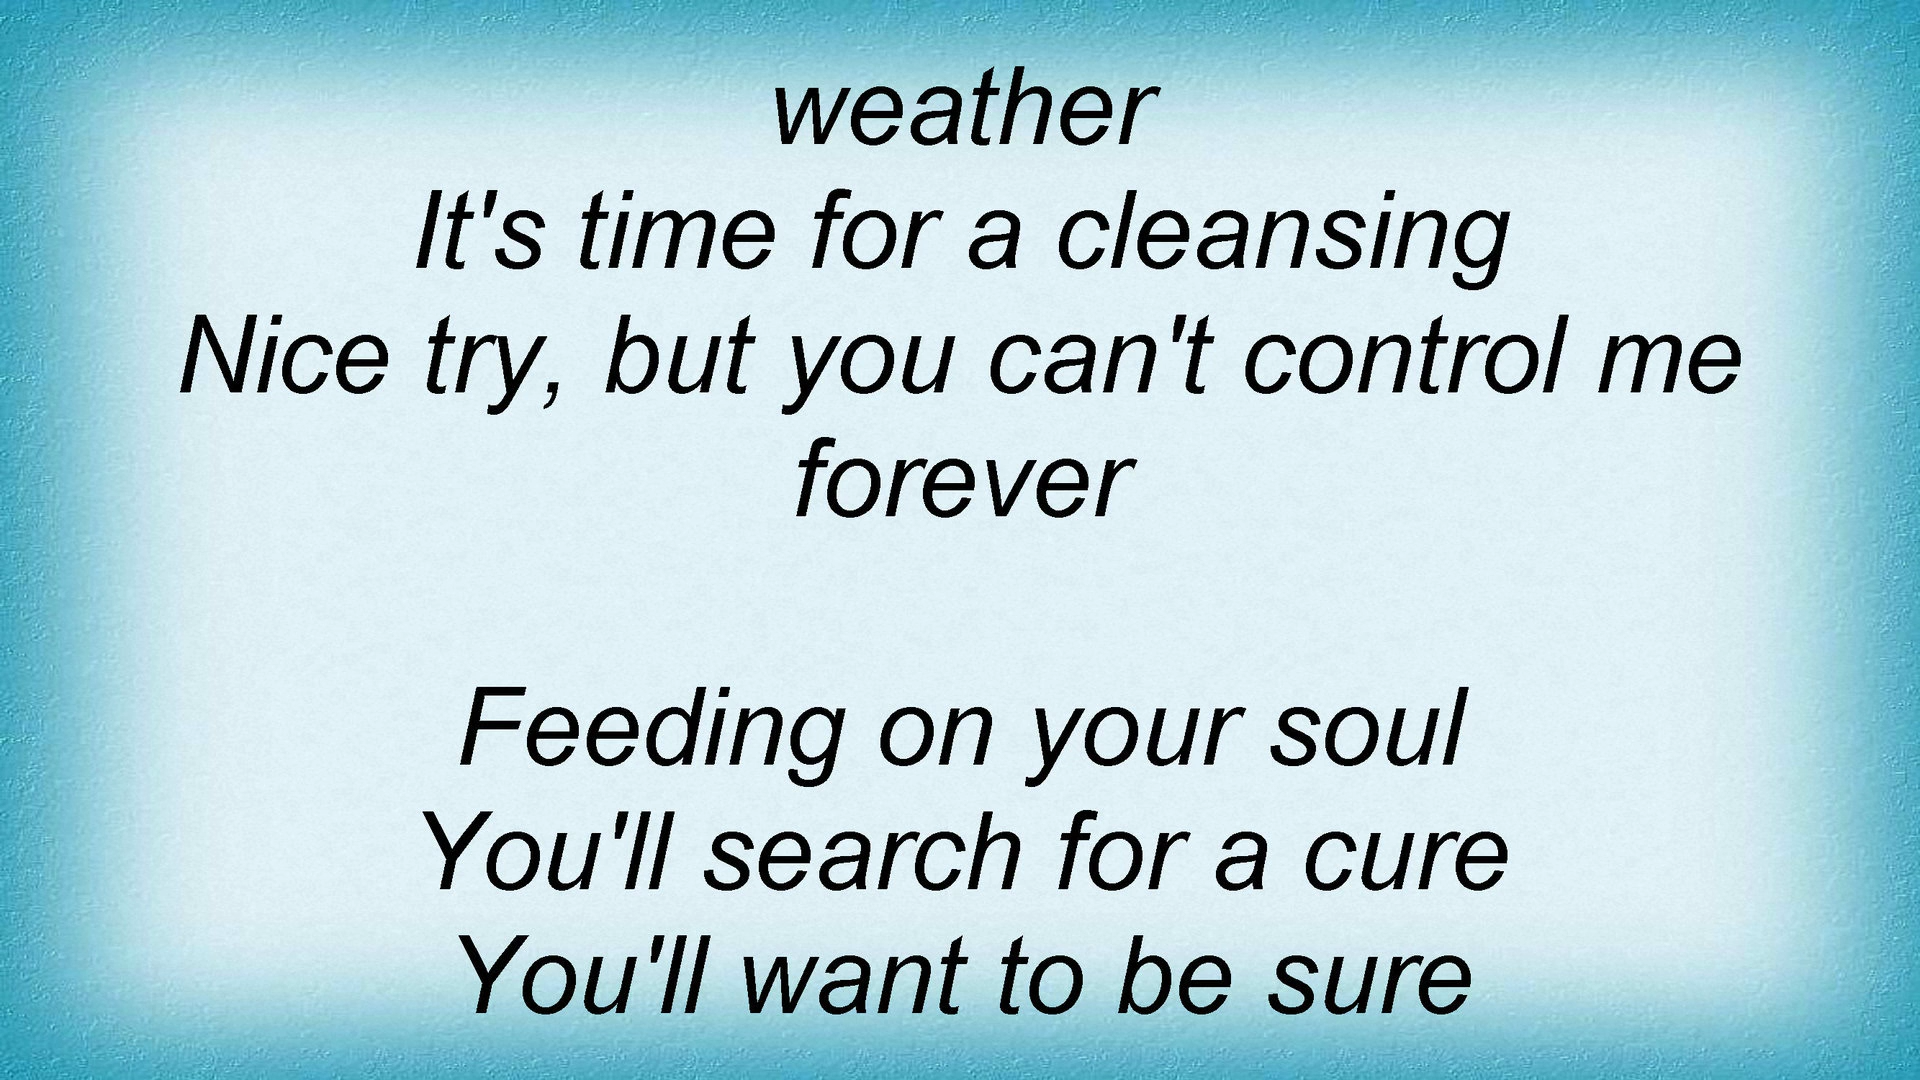 weather
It's time for a cleansing
Nice try, but you can't control me
forever
Feeding on your soul
You'll search for a cure
You'll want to be sure